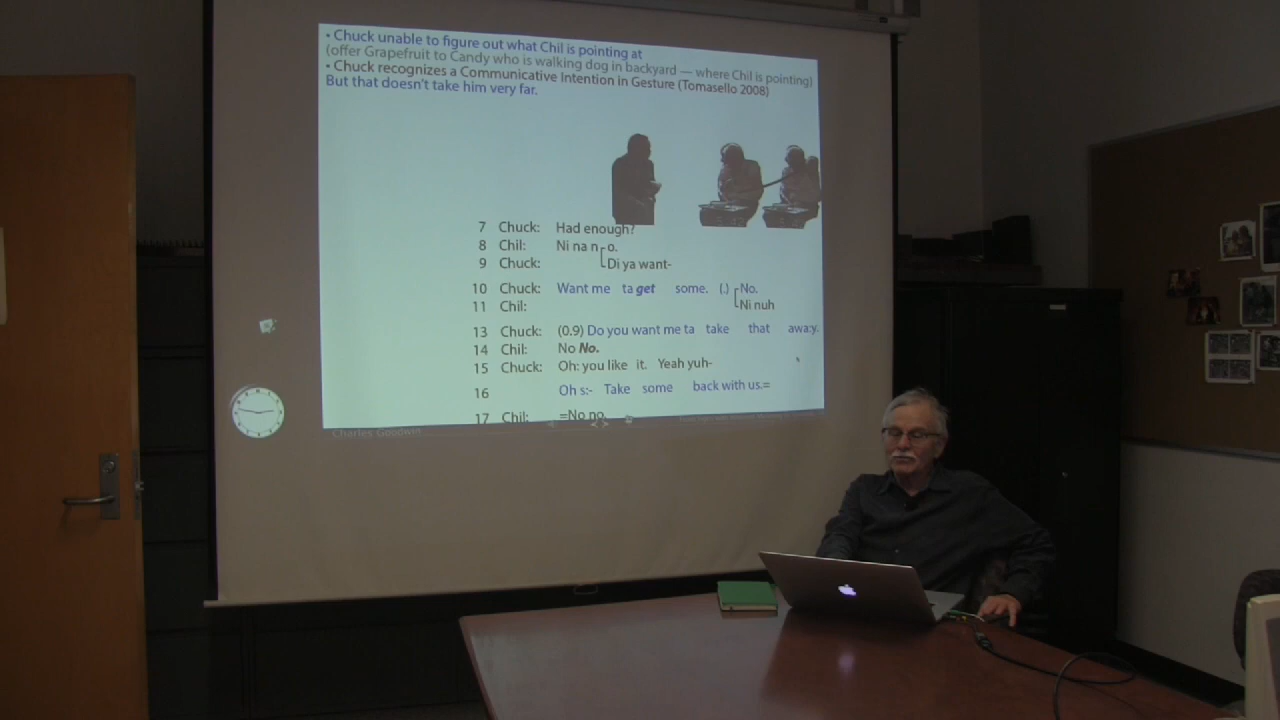 • Chuck unable to figure out what Chil is pointing at
(offer Grapefruit to Candy who is walking dog in backyard — where Chil is pointing)
• Chuck recognizes a Communicative Intention in Gesture (Tomasello 2008)
But that doesn't take him very far.
7 Chuck: Had enough?
8 Chil: Ni na no.
9 Chuck: Di ya want-
10 Chuck: Want me ta get some. (.) No.
11 Chil: Ni nuh
13 Chuck: (0.9) Do you want me ta take that awa:y.
14 Chil: No No.
15 Chuck: Oh: you like it. Yeah yuh-
16 Oh s:- Take some back with us.=
17 Chil: =No no.
Charles Goodwin